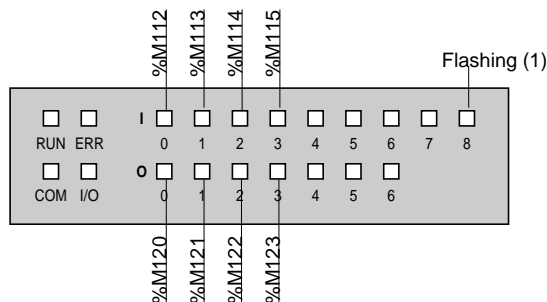 %M112 %M113 %M114 %M115
Flashing (1)
I
RUN ERR 0 1 2 3 4 5 6 7 8
O
COM I/O 0 1 2 3 4 5 6
%M120 %M121 %M122 %M123